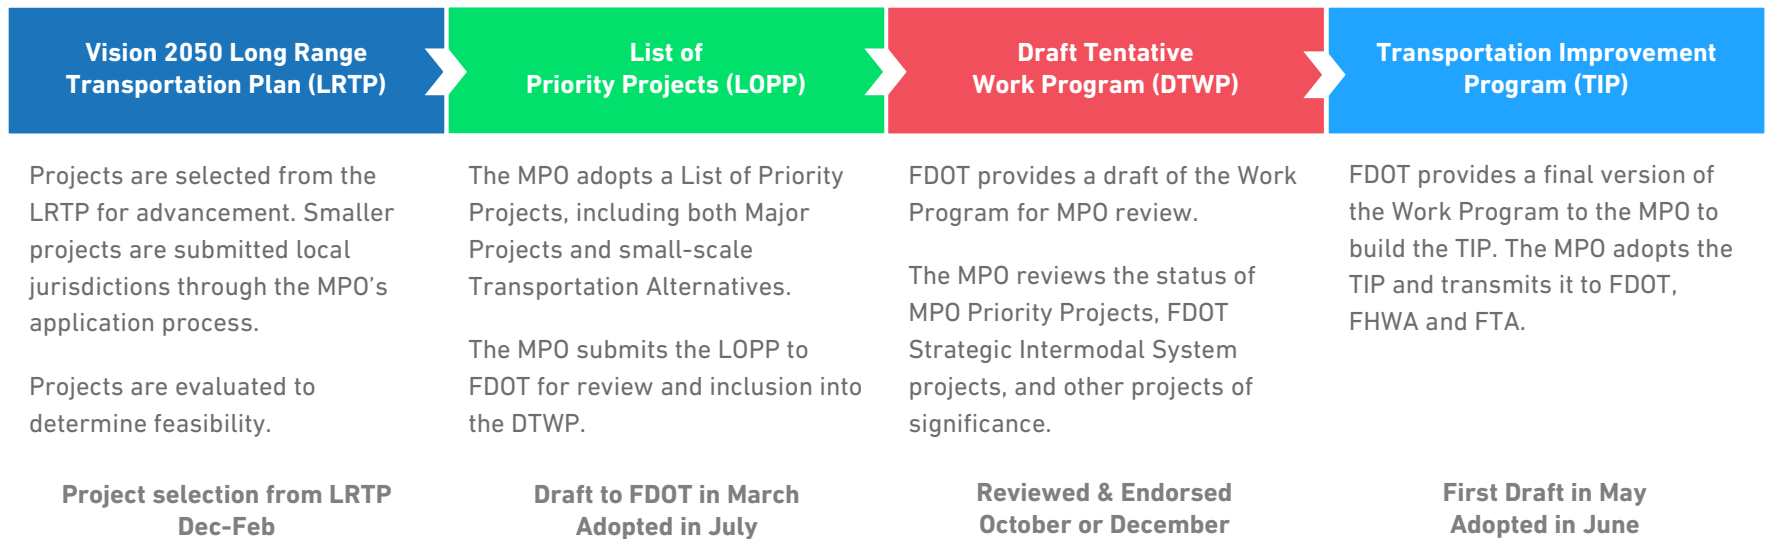 Vision 2050 Long Range
Transportation Plan (LRTP)
Projects are selected from the
LRTP for advancement. Smaller
projects are submitted local
jurisdictions through the MPO's
application process.
Projects are evaluated to
determine feasibility.
Project selection from LRTP
Dec-Feb
List of
Priority Projects (LOPP)
The MPO adopts a List of Priority
Projects, including both Major
Projects and small-scale
Transportation Alternatives.
The MPO submits the LOPP to
FDOT for review and inclusion into
the DTWP.
Draft to FDOT in March
Adopted in July
Draft Tentative
Work Program (DTWP)
FDOT provides a draft of the Work
Program for MPO review.
The MPO reviews the status of
MPO Priority Projects, FDOT
Strategic Intermodal System
projects, and other projects of
significance.
Reviewed & Endorsed
October or December
Transportation Improvement
Program (TIP)
FDOT provides a final version of
the Work Program to the MPO to
build the TIP. The MPO adopts the
TIP and transmits it to FDOT,
FHWA and FTA.
First Draft in May
Adopted in June